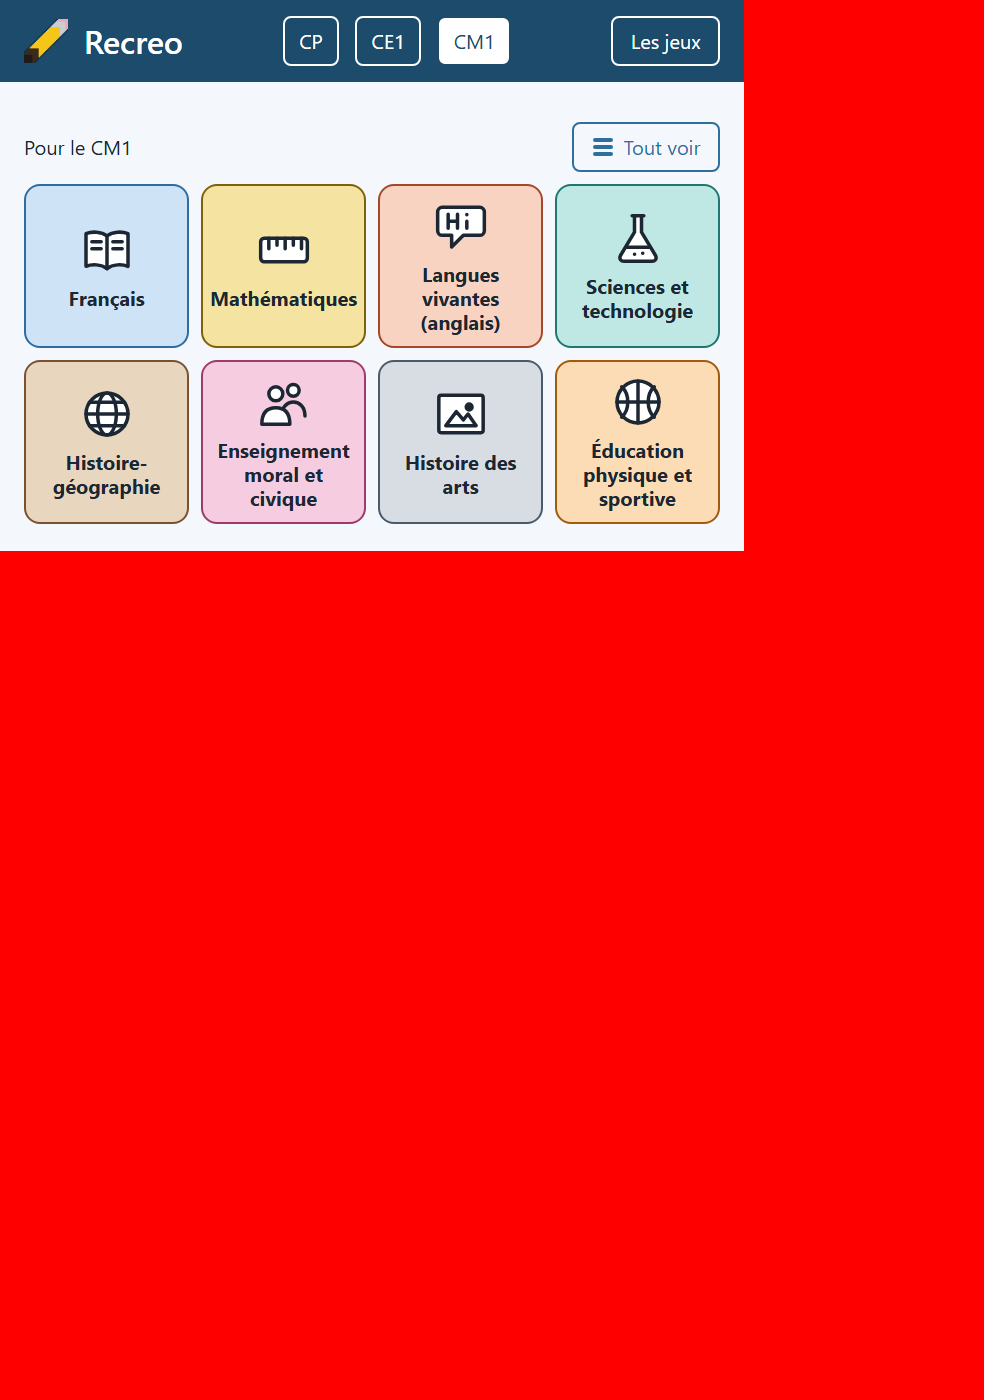 Recreo
CP
CE1
CM1
Les jeux
Pour le CM1
Tout voir
Français
Mathématiques
Hi
Langues
vivantes
(anglais)
Sciences et
technologie
Histoire-
géographie
Enseignement
moral et
civique
Histoire des
arts
Éducation
physique et
sportive